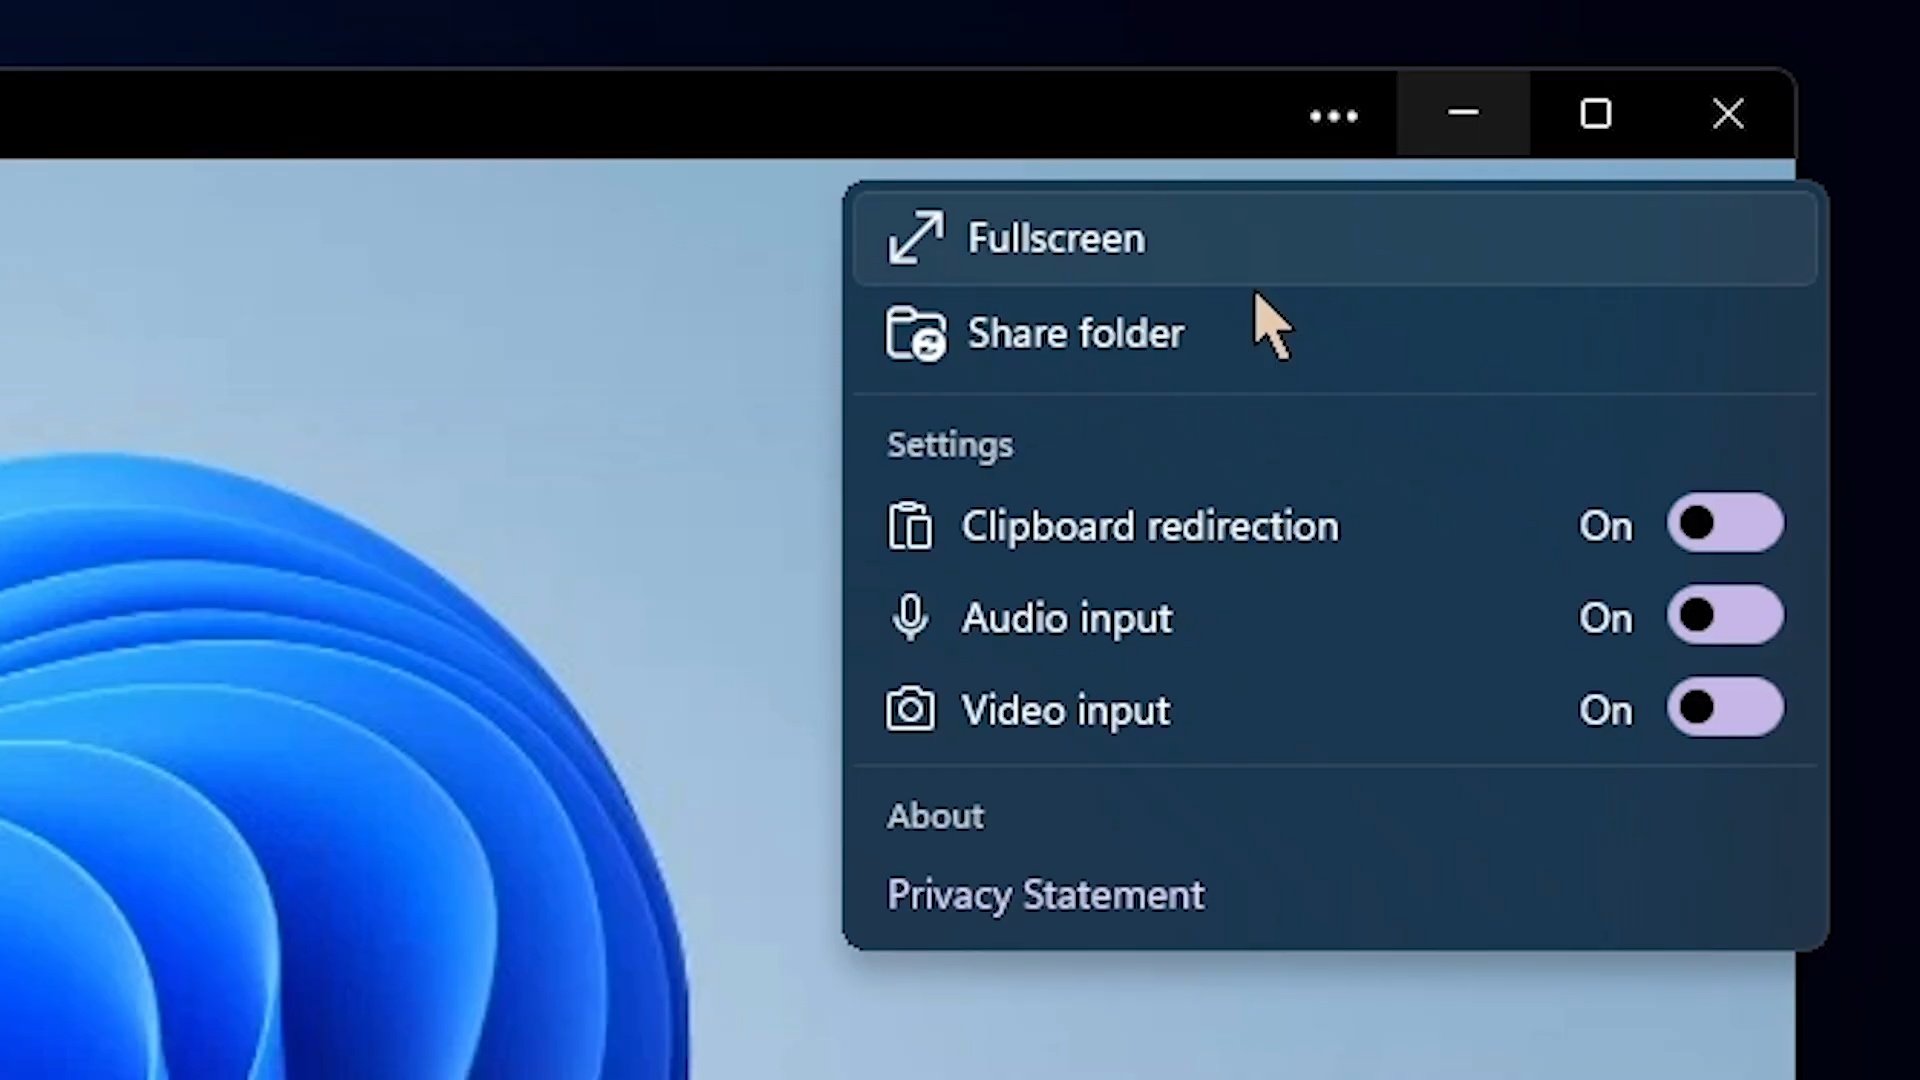 Fullscreen
Share folder
Settings
Clipboard redirection On
Audio input On
Video input On
About
Privacy Statement